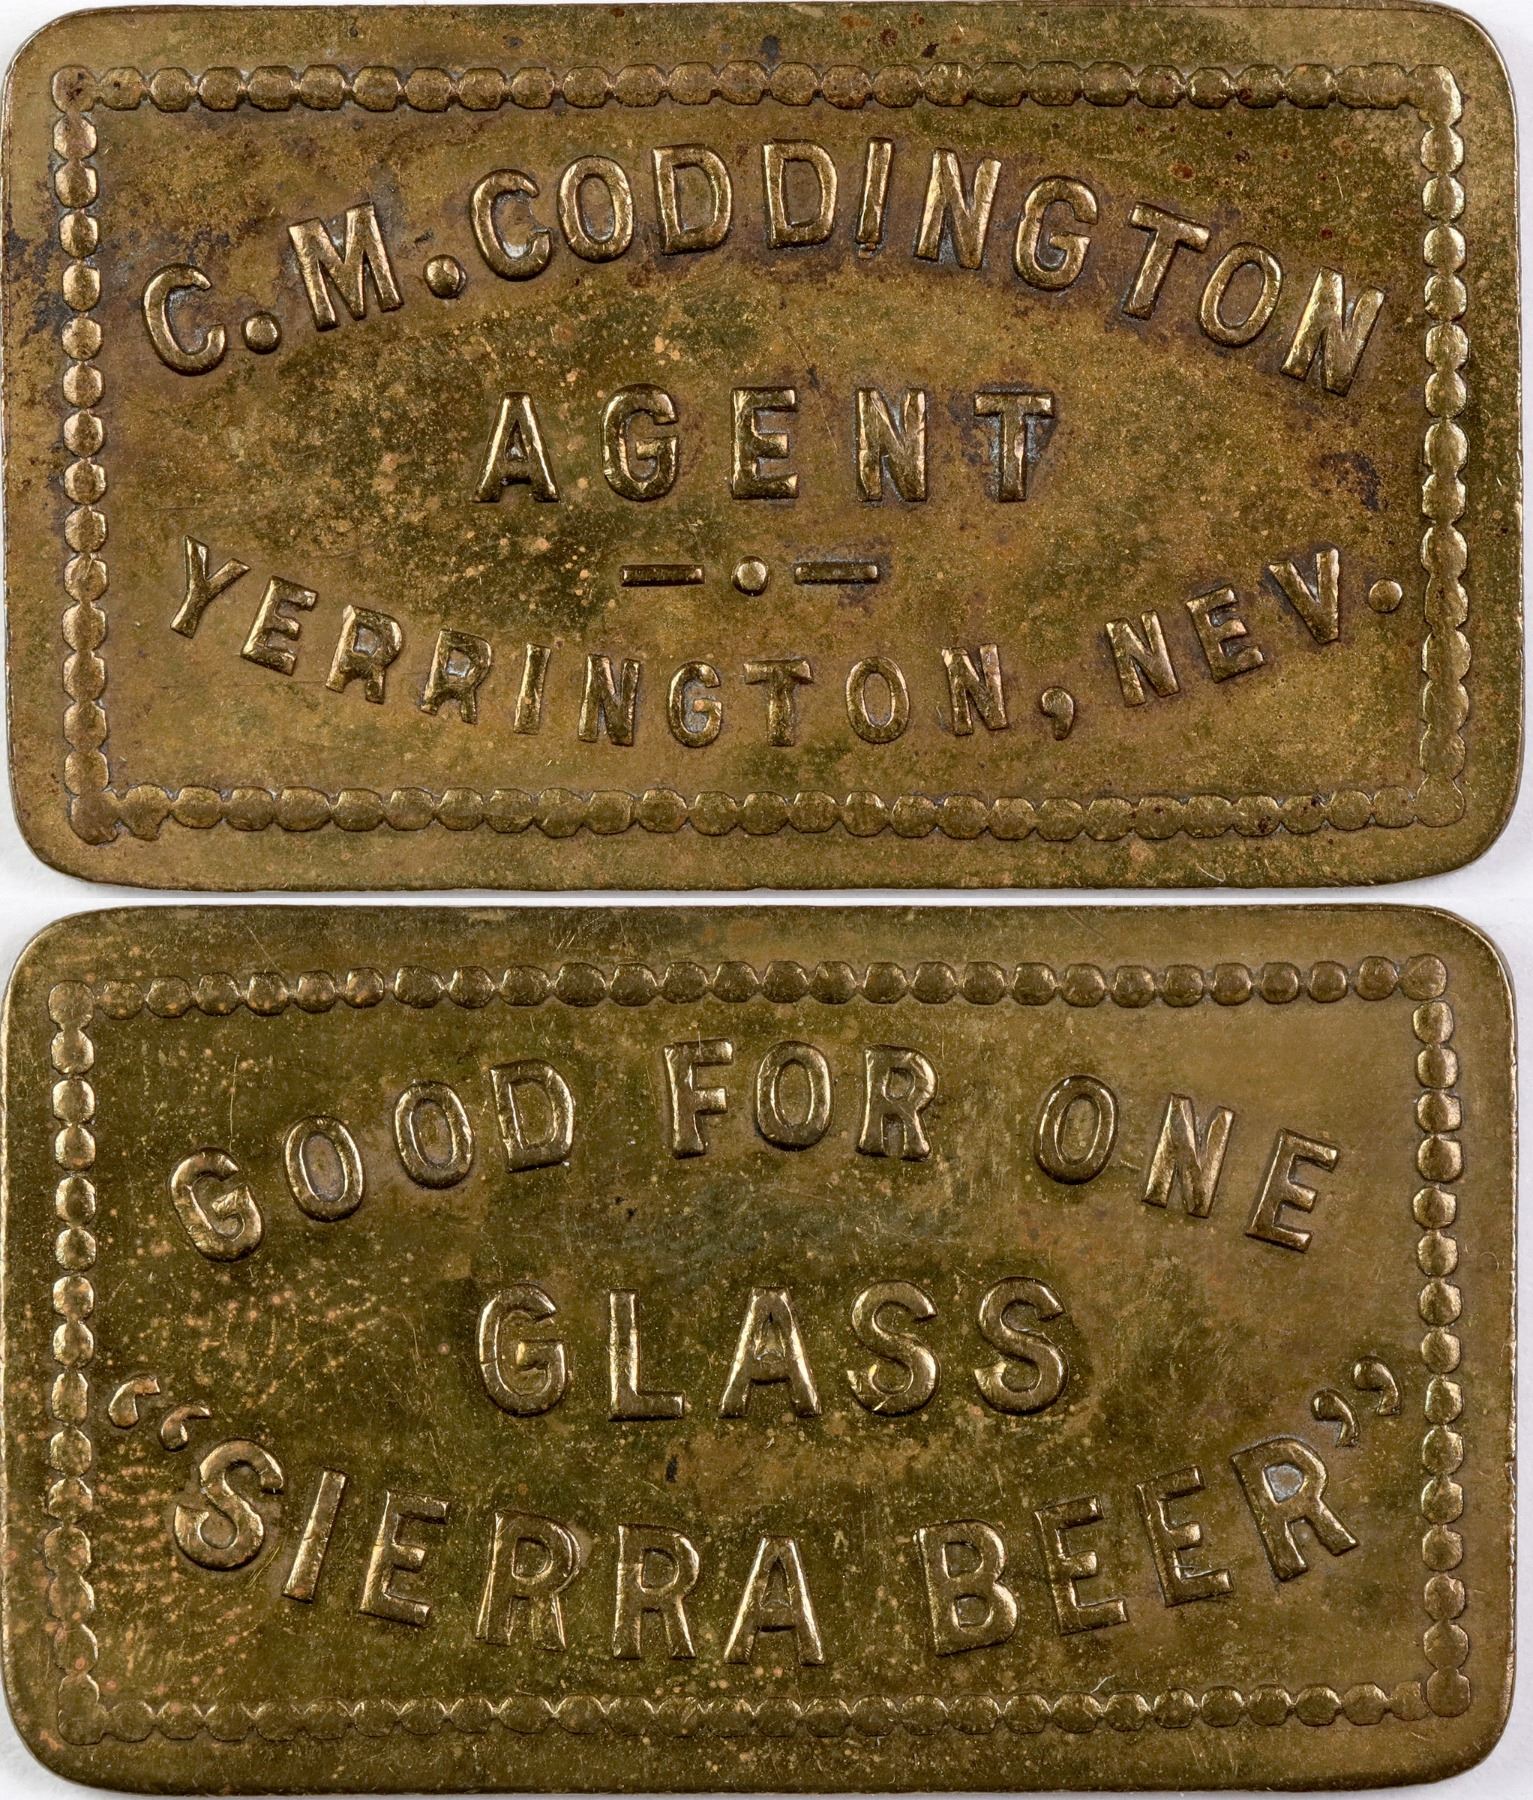 C. M. CODDINGTON
AGENT
YERRINGTON, NEV.
GOOD FOR ONE
GLASS
“SIERRA BEER”